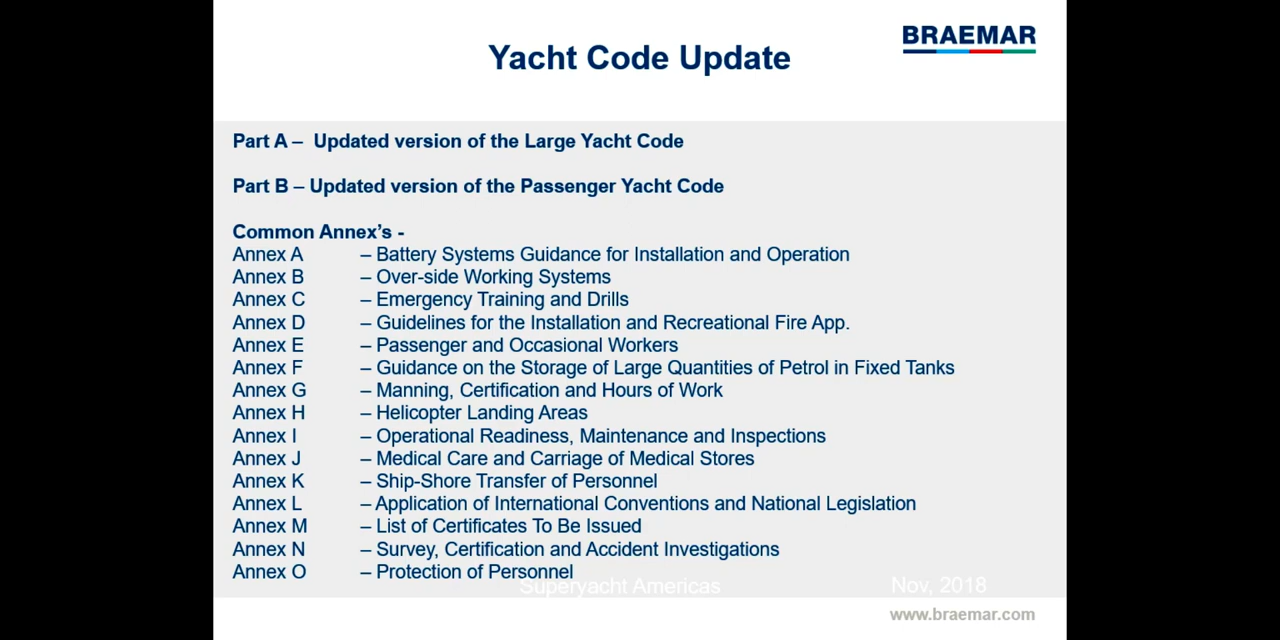 BRAEMAR
Yacht Code Update
Part A – Updated version of the Large Yacht Code
Part B – Updated version of the Passenger Yacht Code
Common Annex's -
Annex A – Battery Systems Guidance for Installation and Operation
Annex B – Over-side Working Systems
Annex C – Emergency Training and Drills
Annex D – Guidelines for the Installation and Recreational Fire App.
Annex E – Passenger and Occasional Workers
Annex F – Guidance on the Storage of Large Quantities of Petrol in Fixed Tanks
Annex G – Manning, Certification and Hours of Work
Annex H – Helicopter Landing Areas
Annex I – Operational Readiness, Maintenance and Inspections
Annex J – Medical Care and Carriage of Medical Stores
Annex K – Ship-Shore Transfer of Personnel
Annex L – Application of International Conventions and National Legislation
Annex M – List of Certificates To Be Issued
Annex N – Survey, Certification and Accident Investigations
Annex O – Protection of Personnel
Superyacht Americas Nov, 2018
www.braemar.com